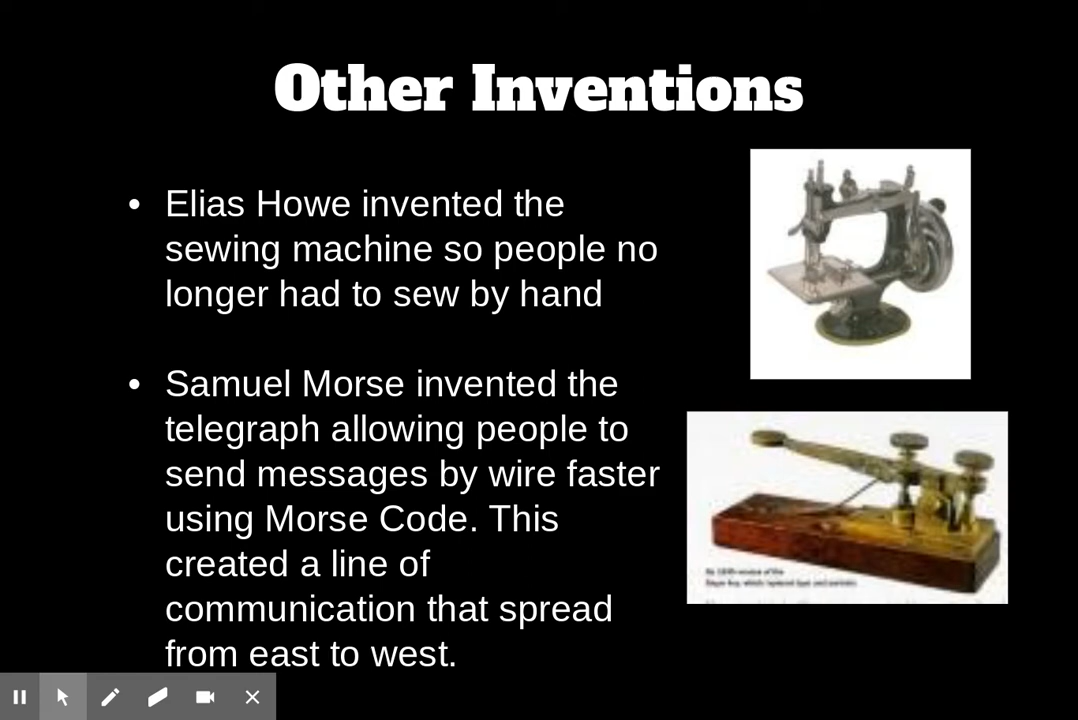 Other Inventions
• Elias Howe invented the
sewing machine so people no
longer had to sew by hand
• Samuel Morse invented the
telegraph allowing people to
send messages by wire faster
using Morse Code. This
created a line of
communication that spread
from east to west.